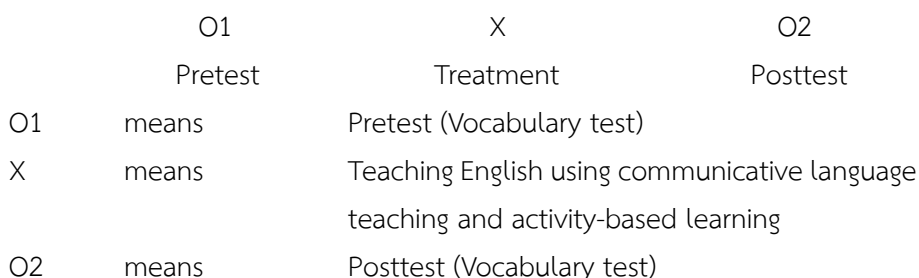 O1 X O2
Pretest Treatment Posttest
O1 means Pretest (Vocabulary test)
X means Teaching English using communicative language
teaching and activity-based learning
O2 means Posttest (Vocabulary test)